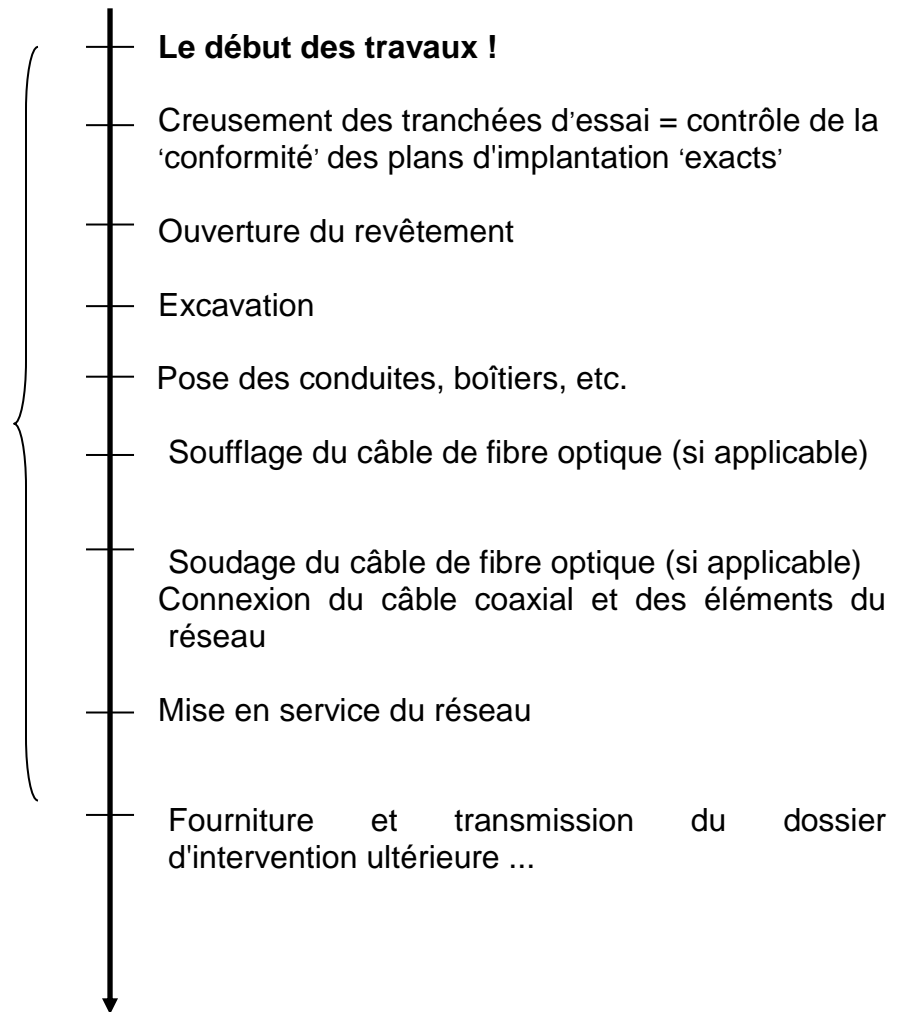 Le début des travaux !
Creusement des tranchées d'essai = contrôle de la
‘conformité’ des plans d'implantation ‘exacts’
Ouverture du revêtement
Excavation
Pose des conduites, boîtiers, etc.
Soufflage du câble de fibre optique (si applicable)
Soudage du câble de fibre optique (si applicable)
Connexion du câble coaxial et des éléments du
réseau
Mise en service du réseau
Fourniture et transmission du dossier
d'intervention ultérieure ...